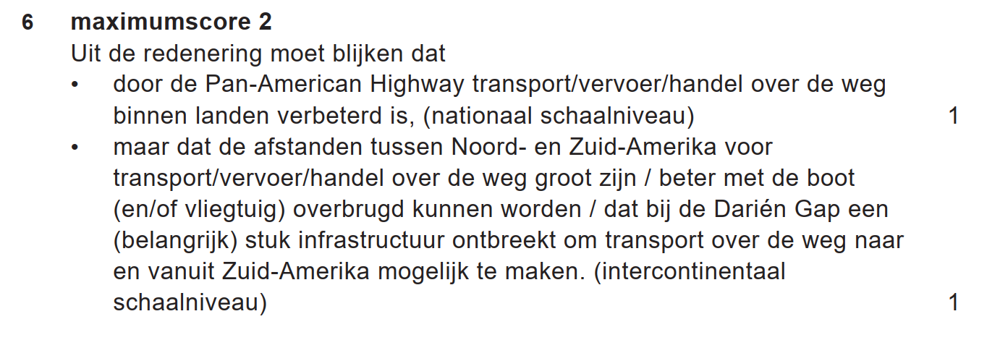 6 maximumscore 2
Uit de redenering moet blijken dat
• door de Pan-American Highway transport/vervoer/handel over de weg
binnen landen verbeterd is, (nationaal schaalniveau) 1
• maar dat de afstanden tussen Noord- en Zuid-Amerika voor
transport/vervoer/handel over de weg groot zijn / beter met de boot
(en/of vliegtuig) overbrugd kunnen worden / dat bij de Darién Gap een
(belangrijk) stuk infrastructuur ontbreekt om transport over de weg naar
en vanuit Zuid-Amerika mogelijk te maken. (intercontinentaal
schaalniveau) 1